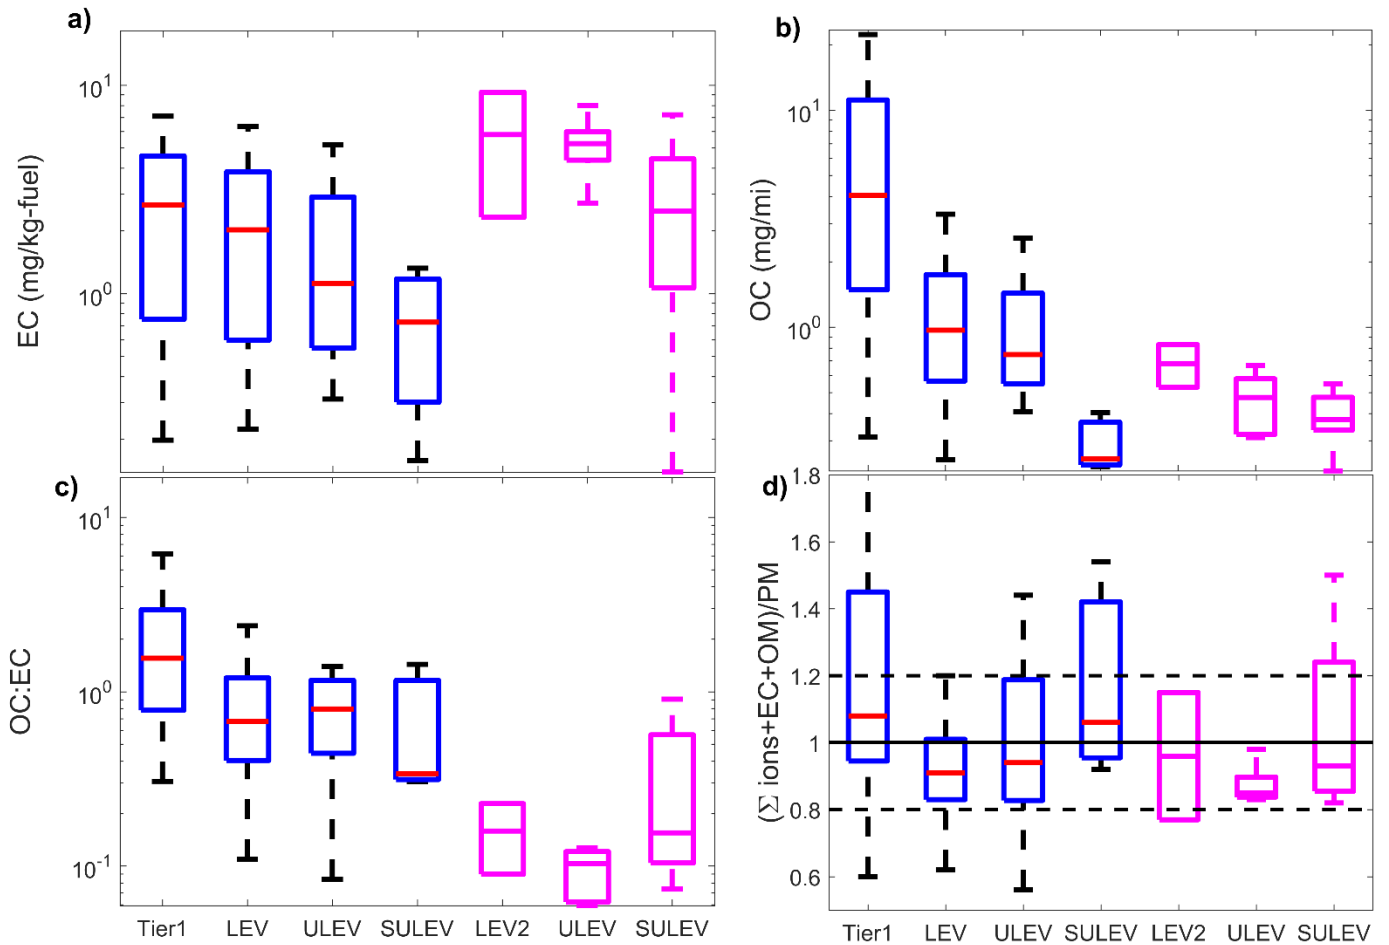 a)
EC (mg/kg-fuel)
10^1
10^0
b)
OC (mg/mi)
10^1
10^0
c)
OC:EC
10^1
10^0
10^-1
Tier1 LEV ULEV SULEV LEV2 ULEV SULEV
d)
(Σ ions+EC+OM)/PM
1.8
1.6
1.4
1.2
1
0.8
0.6
Tier1 LEV ULEV SULEV LEV2 ULEV SULEV